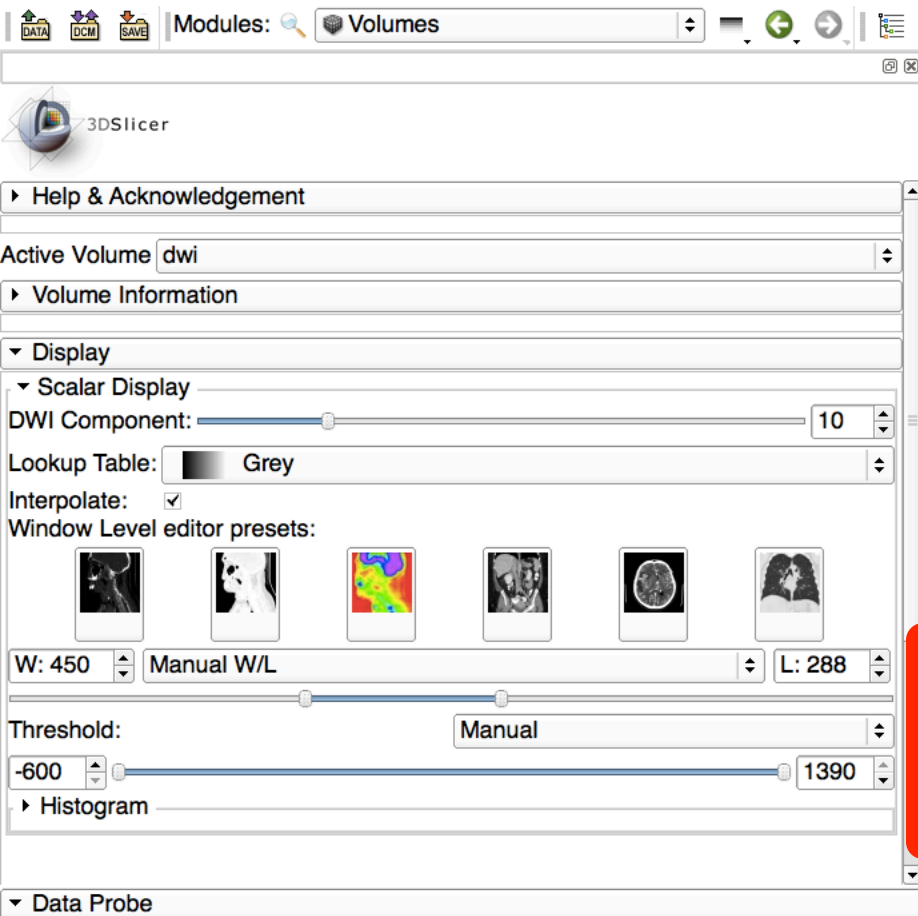 DATA DCM SAVE Modules: Volumes
3DSlicer
Help & Acknowledgement
Active Volume dwi
Volume Information
Display
Scalar Display
DWI Component: 10
Lookup Table: Grey
Interpolate:
Window Level editor presets:
W: 450 Manual W/L L: 288
Threshold: Manual
-600 1390
Histogram
Data Probe